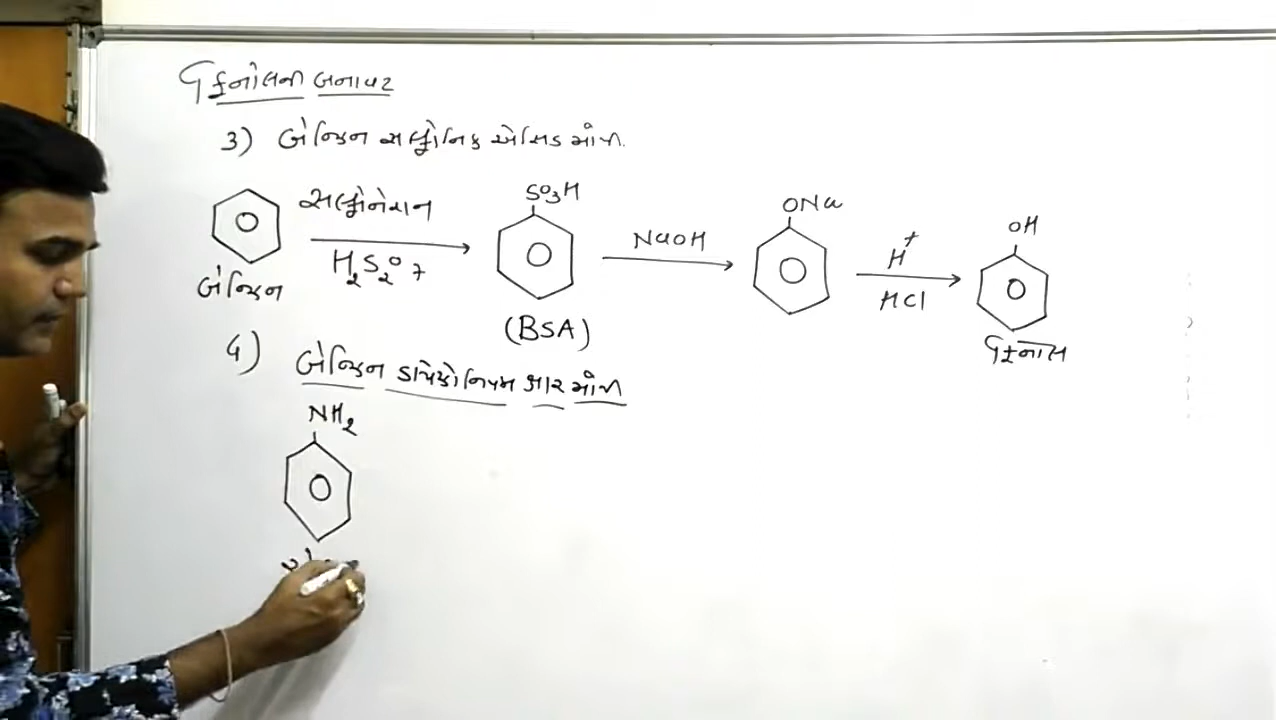 ફિનોલની બનાવટ
3) બેન્ઝિન સલ્ફોનિક એસિડ માંથી.
સલ્ફોનેશન
H2S2O7
બેન્ઝિન
SO3H
(BSA)
NaOH
ONa
H+
HCl
OH
ફિનોલ
4) બેન્ઝિન ડાયેઝોનિયમ ક્ષાર માંથી
NH2